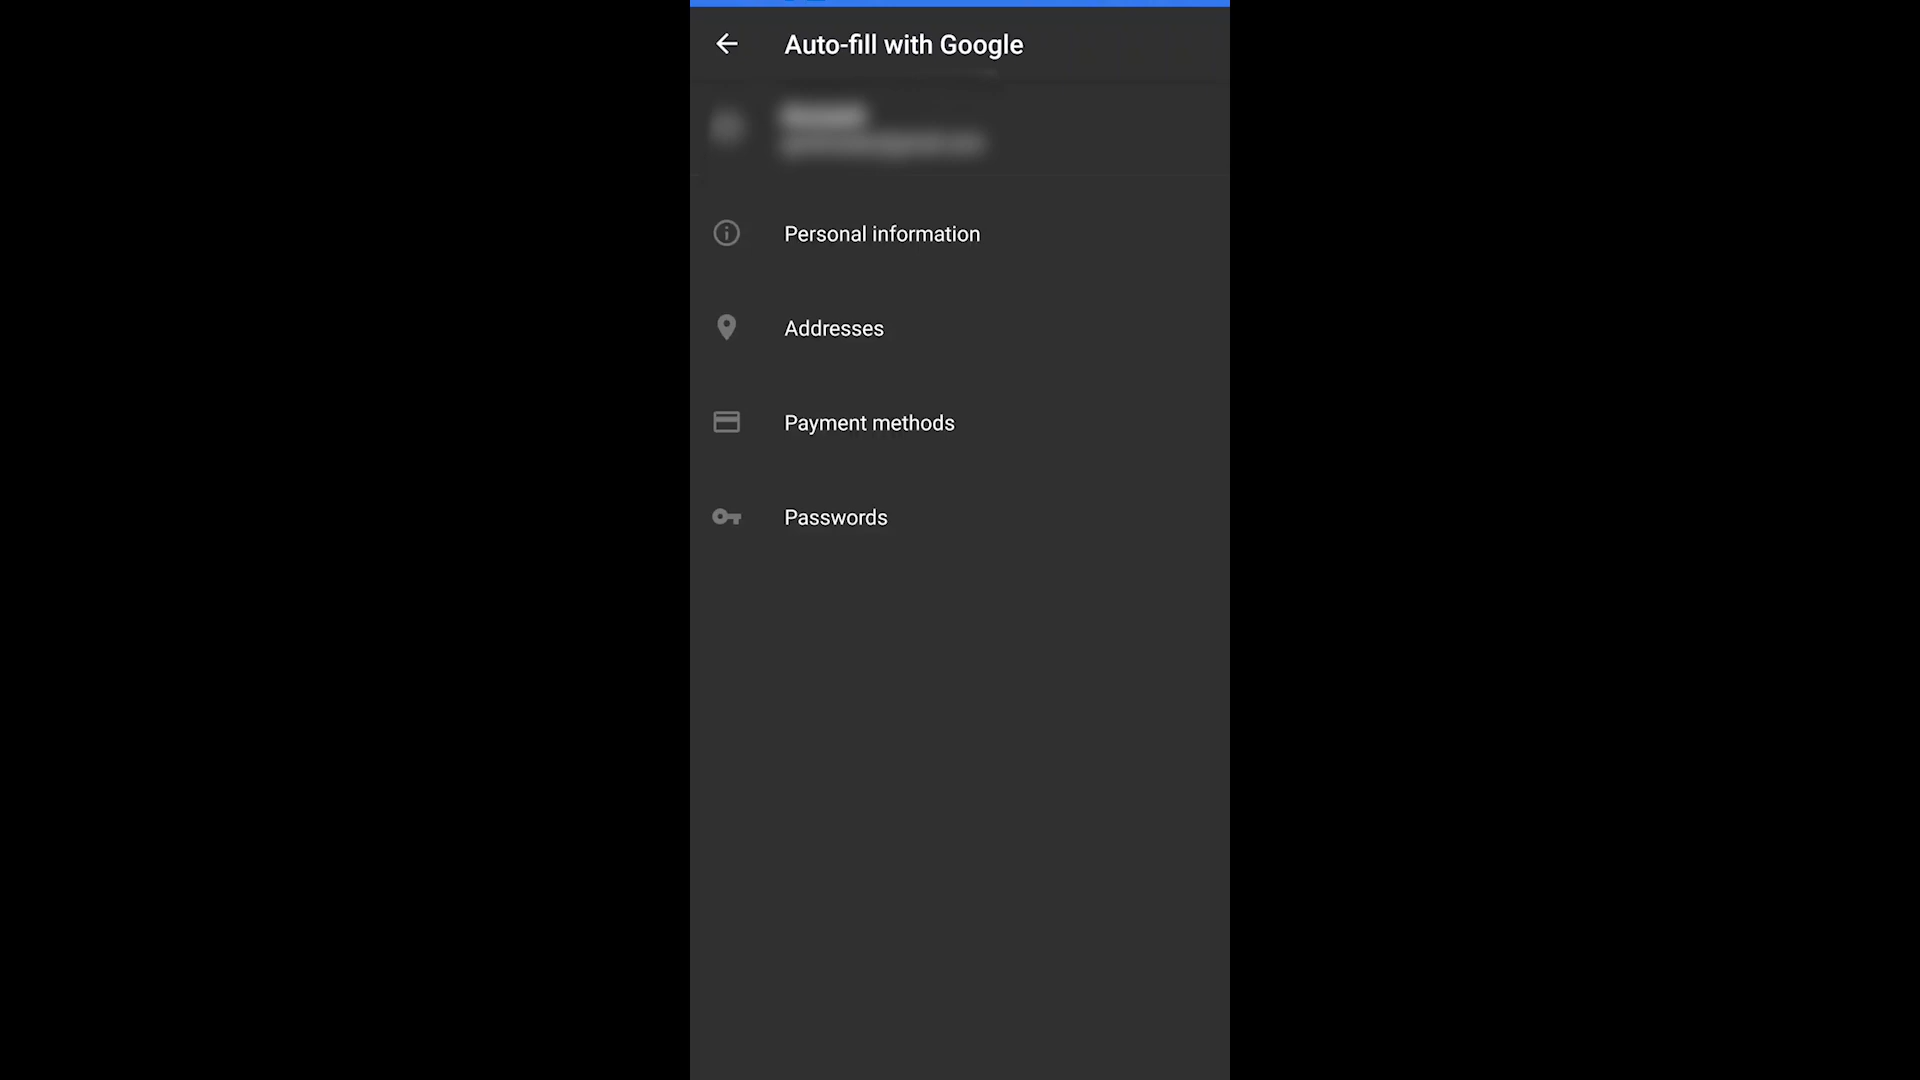 Auto-fill with Google
Personal information
Addresses
Payment methods
Passwords